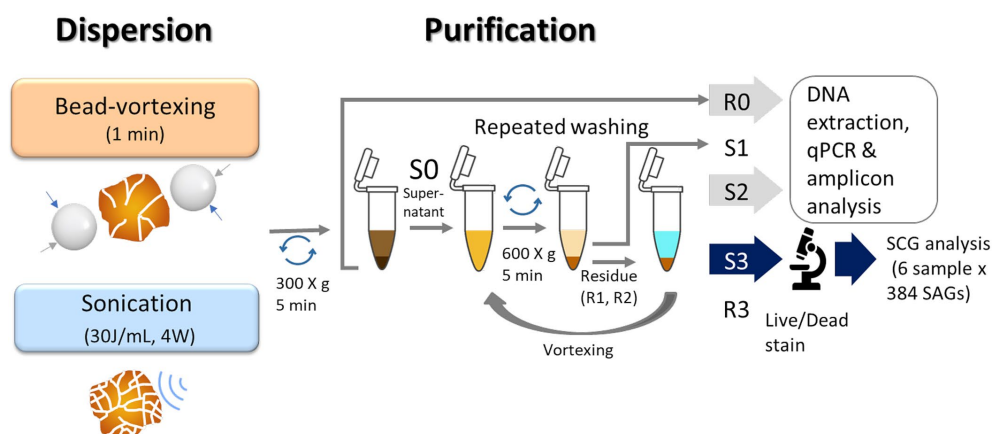 Dispersion
Purification
Bead-vortexing
(1 min)
Sonication
(30J/mL, 4W)
300 X g
5 min
S0
Super-
natant
Repeated washing
600 X g
5 min
Residue
(R1, R2)
Vortexing
R0
S1
S2
S3
R3
DNA
extraction,
qPCR &
amplicon
analysis
Live/Dead
stain
SCG analysis
(6 sample x
384 SAGs)